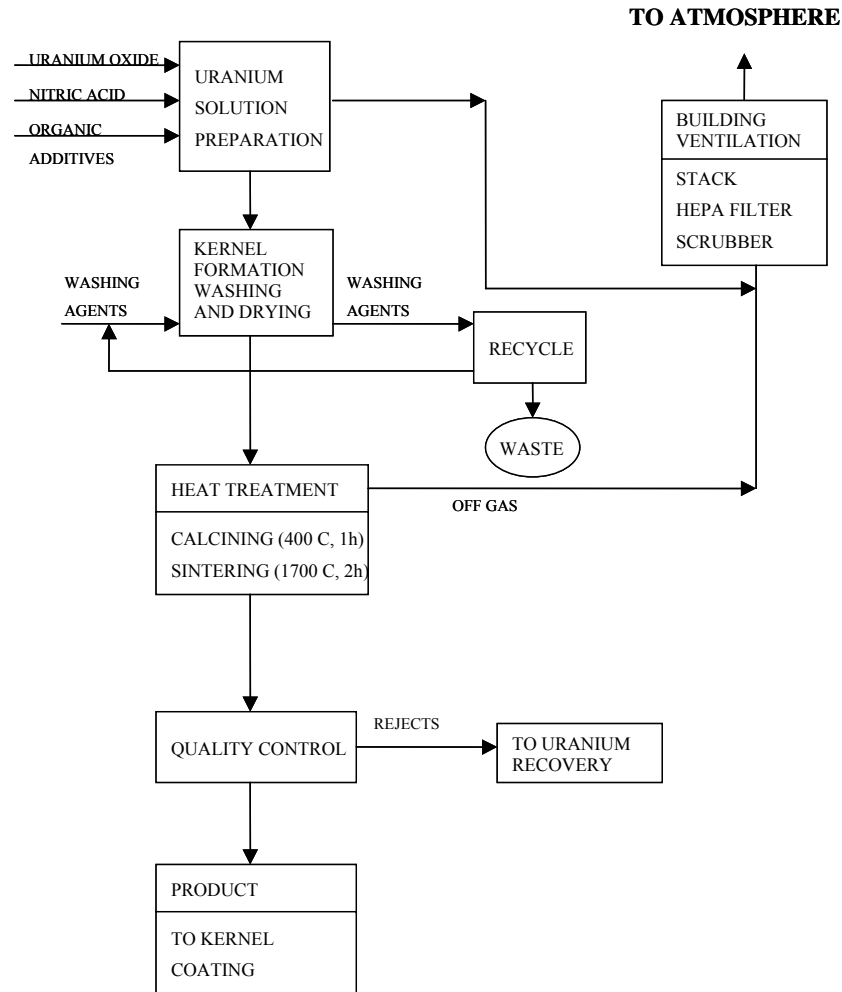 TO ATMOSPHERE
URANIUM OXIDE
NITRIC ACID
ORGANIC
ADDITIVES
URANIUM
SOLUTION
PREPARATION
BUILDING
VENTILATION
STACK
HEPA FILTER
SCRUBBER
WASHING
AGENTS
KERNEL
FORMATION
WASHING
AND DRYING
WASHING
AGENTS
RECYCLE
WASTE
HEAT TREATMENT
CALCINING (400 C, 1h)
SINTERING (1700 C, 2h)
OFF GAS
QUALITY CONTROL
REJECTS
TO URANIUM
RECOVERY
PRODUCT
TO KERNEL
COATING